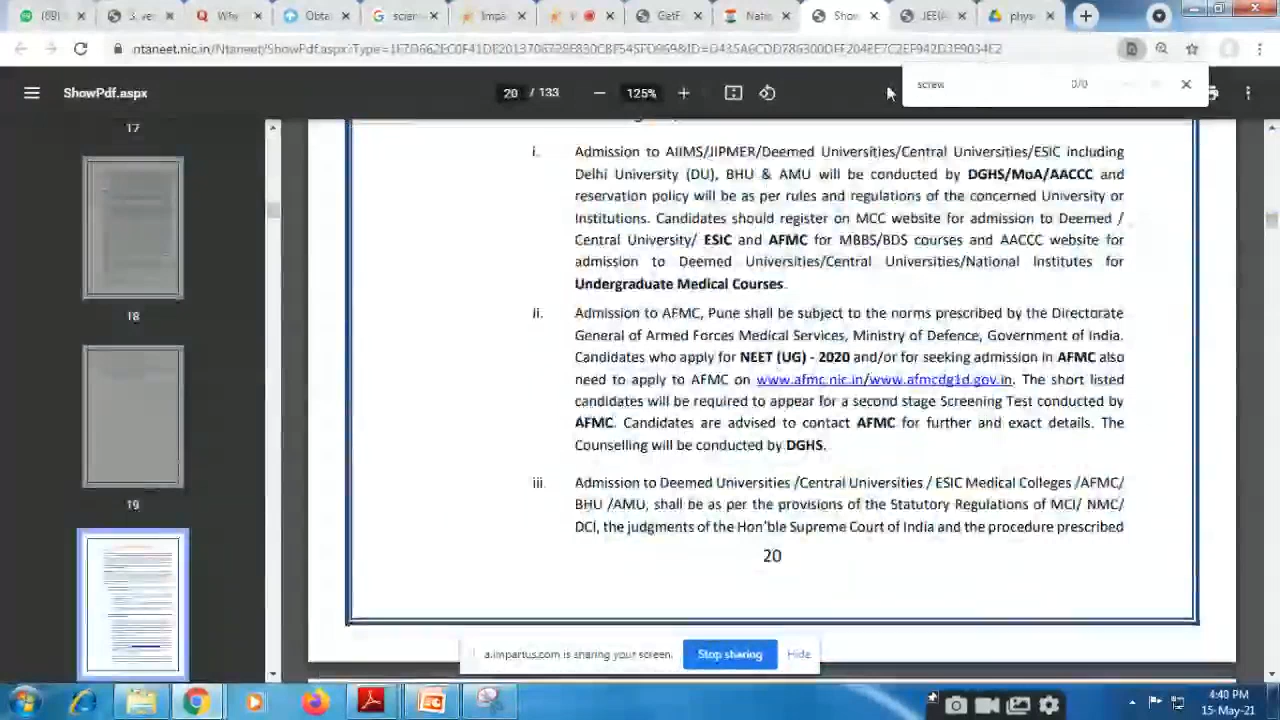 Why
Obta
GetF
Natio
Show
JEE(
phys
ShowPdf.aspx
20 / 133
125%
screw
0/0
17
18
19
i. Admission to AIIMS/JIPMER/Deemed Universities/Central Universities/ESIC including
Delhi University (DU), BHU & AMU will be conducted by DGHS/MoA/AACCC and
reservation policy will be as per rules and regulations of the concerned University or
Institutions. Candidates should register on MCC website for admission to Deemed /
Central University/ ESIC and AFMC for MBBS/BDS courses and AACCC website for
admission to Deemed Universities/Central Universities/National Institutes for
Undergraduate Medical Courses.
ii. Admission to AFMC, Pune shall be subject to the norms prescribed by the Directorate
General of Armed Forces Medical Services, Ministry of Defence, Government of India.
Candidates who apply for NEET (UG) - 2020 and/or for seeking admission in AFMC also
need to apply to AFMC on www.afmc.nic.in/www.afmcdg1d.gov.in. The short listed
candidates will be required to appear for a second stage Screening Test conducted by
AFMC. Candidates are advised to contact AFMC for further and exact details. The
Counselling will be conducted by DGHS.
iii. Admission to Deemed Universities /Central Universities / ESIC Medical Colleges /AFMC/
BHU /AMU, shall be as per the provisions of the Statutory Regulations of MCI/ NMC/
DCI, the judgments of the Hon'ble Supreme Court of India and the procedure prescribed
20
a.impartus.com is sharing your screen.
Stop sharing
Hide
4:40 PM
15-May-21